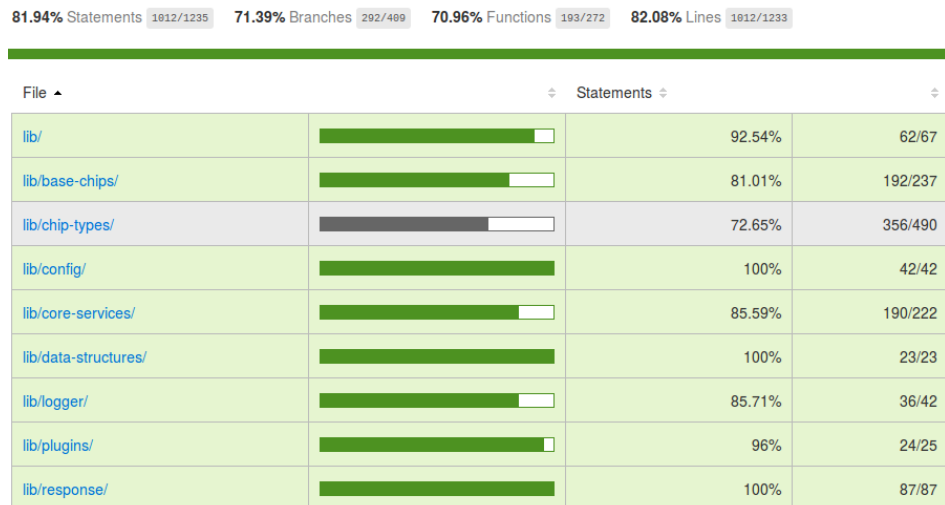 81.94% Statements 1012/1235 71.39% Branches 292/409 70.96% Functions 193/272 82.08% Lines 1012/1233
File Statements
lib/ 92.54% 62/67
lib/base-chips/ 81.01% 192/237
lib/chip-types/ 72.65% 356/490
lib/config/ 100% 42/42
lib/core-services/ 85.59% 190/222
lib/data-structures/ 100% 23/23
lib/logger/ 85.71% 36/42
lib/plugins/ 96% 24/25
lib/response/ 100% 87/87